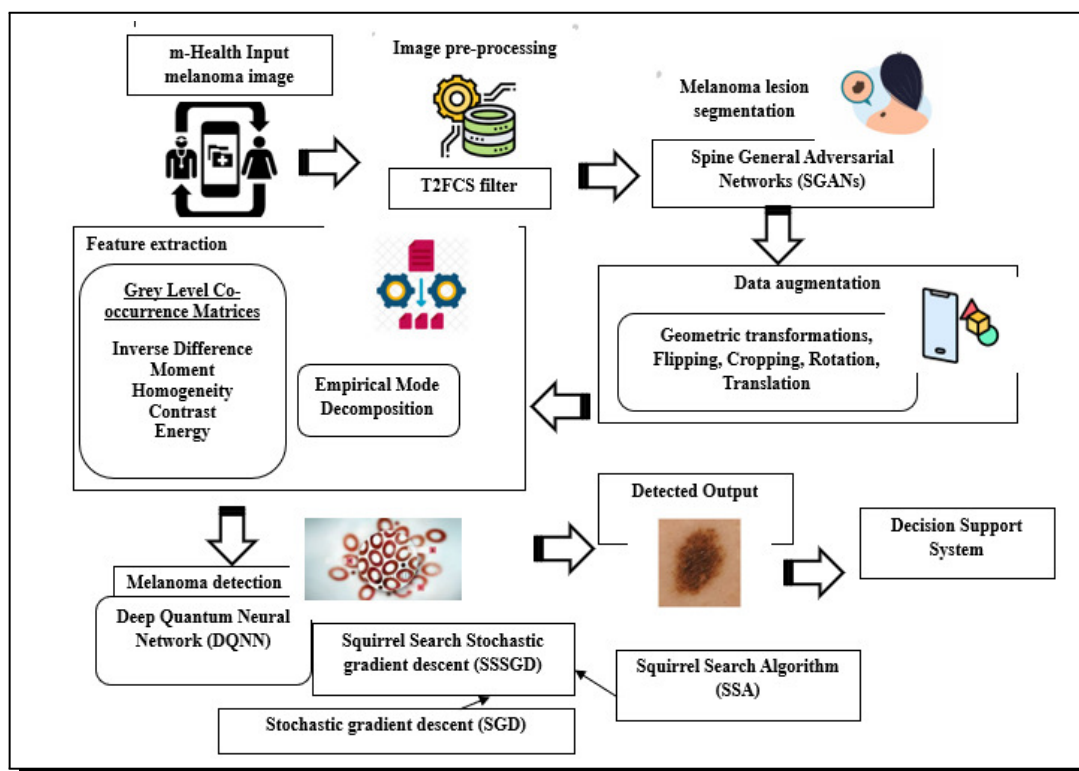 m-Health Input
melanoma image
Image pre-processing
T2FCS filter
Melanoma lesion
segmentation
Spine General Adversarial
Networks (SGANs)
Data augmentation
Geometric transformations,
Flipping, Cropping, Rotation,
Translation
Feature extraction
Grey Level Co-
occurrence Matrices
Inverse Difference
Moment
Homogeneity
Contrast
Energy
Empirical Mode
Decomposition
Melanoma detection
Deep Quantum Neural
Network (DQNN)
Squirrel Search Stochastic
gradient descent (SSSGD)
Stochastic gradient descent (SGD)
Squirrel Search Algorithm
(SSA)
Detected Output
Decision Support
System